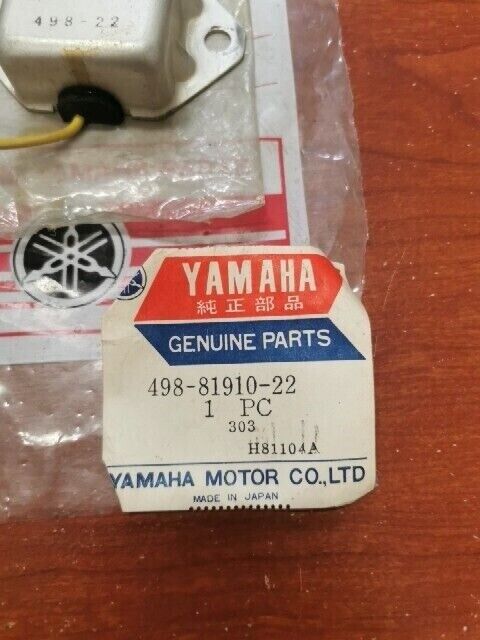 498-22
YAMAHA
純正部品
GENUINE PARTS
498-81910-22
1 PC
303
H81104A
YAMAHA MOTOR CO.,LTD
MADE IN JAPAN